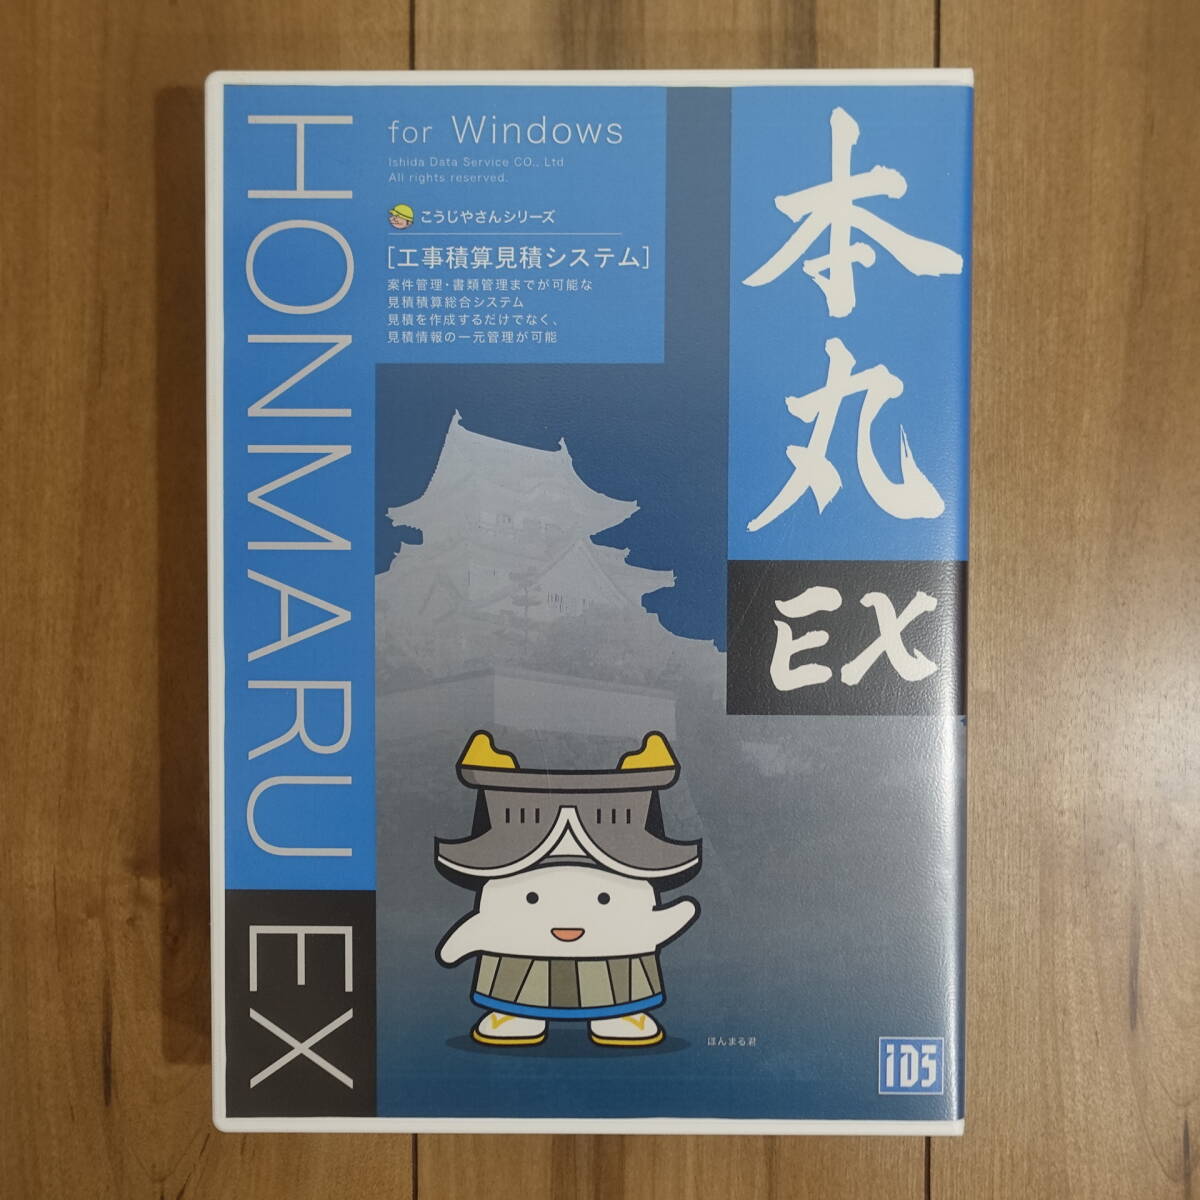 HONMARU EX
for Windows
Ishida Data Service CO., Ltd
All rights reserved.
こうじやさんシリーズ
[工事積算見積システム]
案件管理・書類管理までが可能な
見積積算総合システム
見積を作成するだけでなく、
見積情報の一元管理が可能
本丸
EX
ほんまる君
IDS